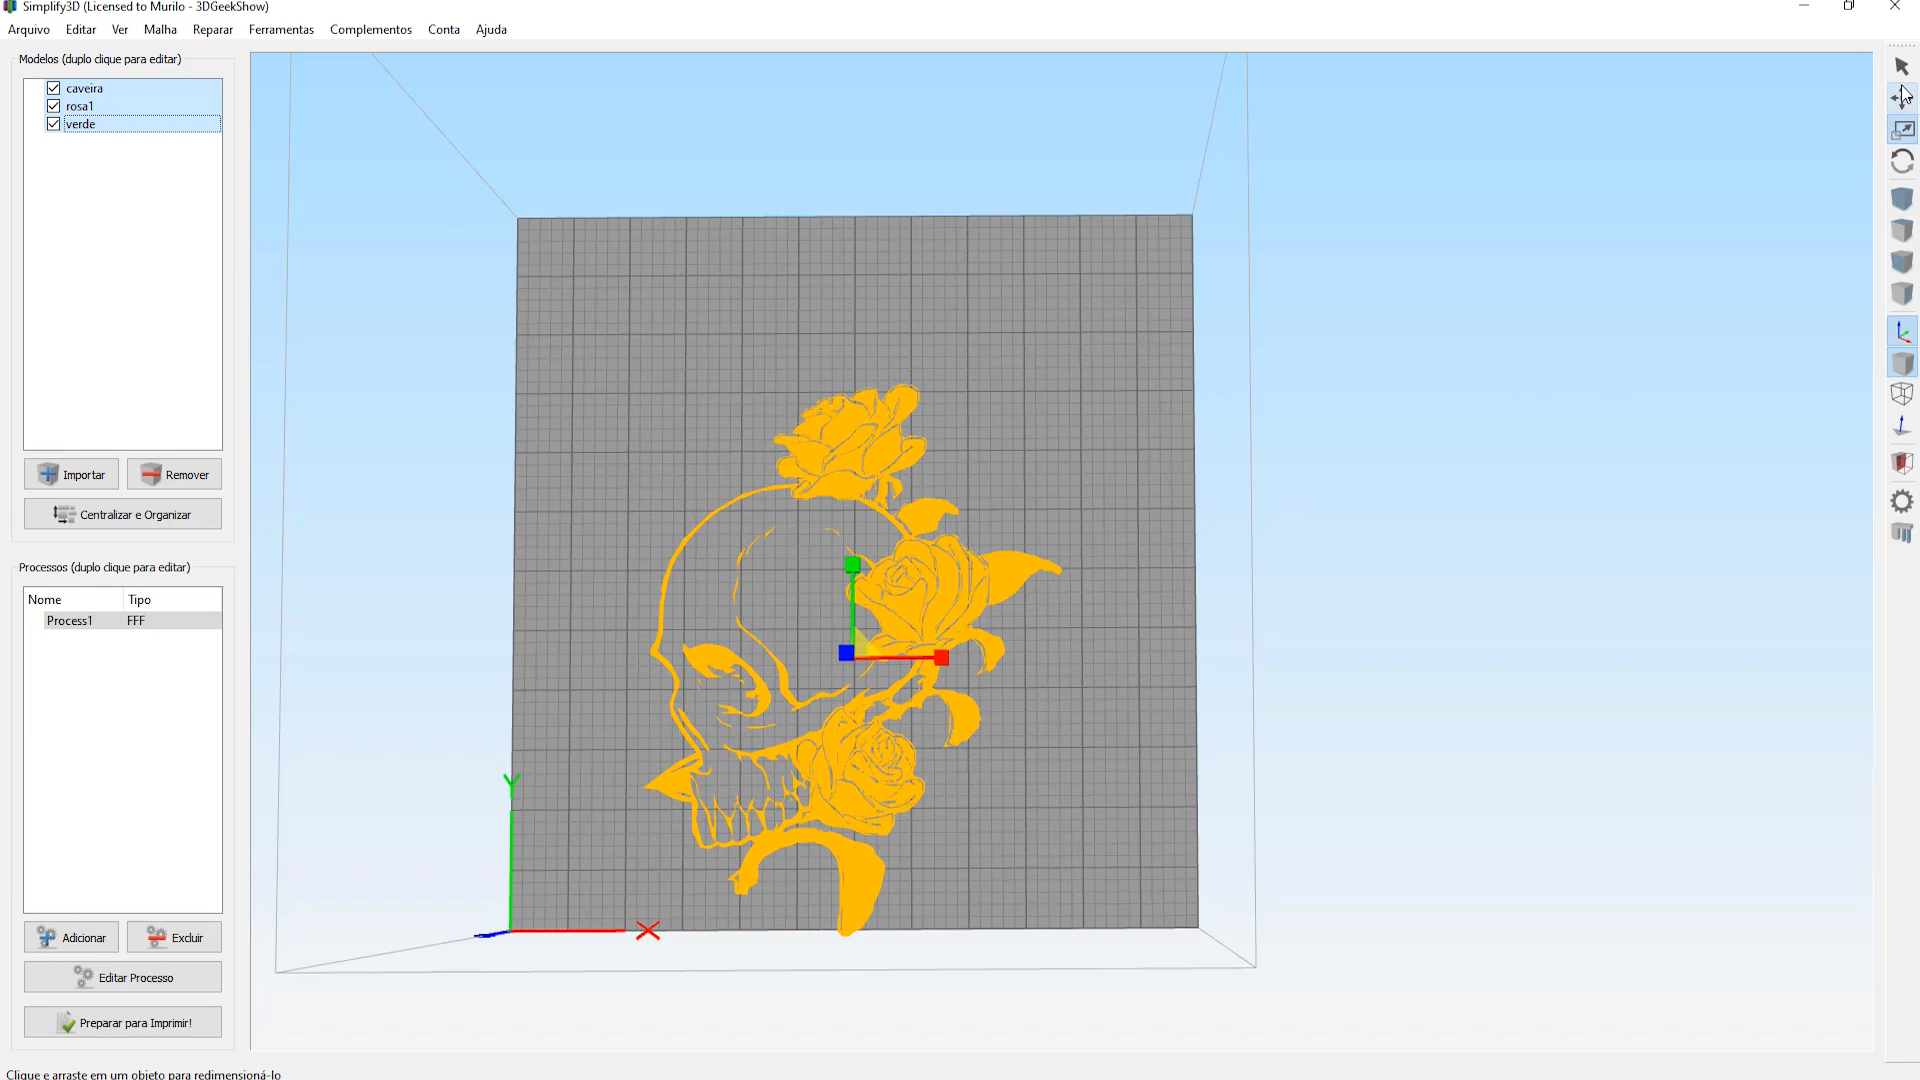 Simplify3D (Licensed to Murilo - 3DGeekShow)
Arquivo Editar Ver Malha Reparar Ferramentas Complementos Conta Ajuda
Modelos (duplo clique para editar)
caveira
rosa1
verde
Importar Remover
Centralizar e Organizar
Processos (duplo clique para editar)
Nome Tipo
Process1 FFF
Adicionar Excluir
Editar Processo
Preparar para Imprimir!
Y
X
Clique e arraste em um objeto para redimensioná-lo